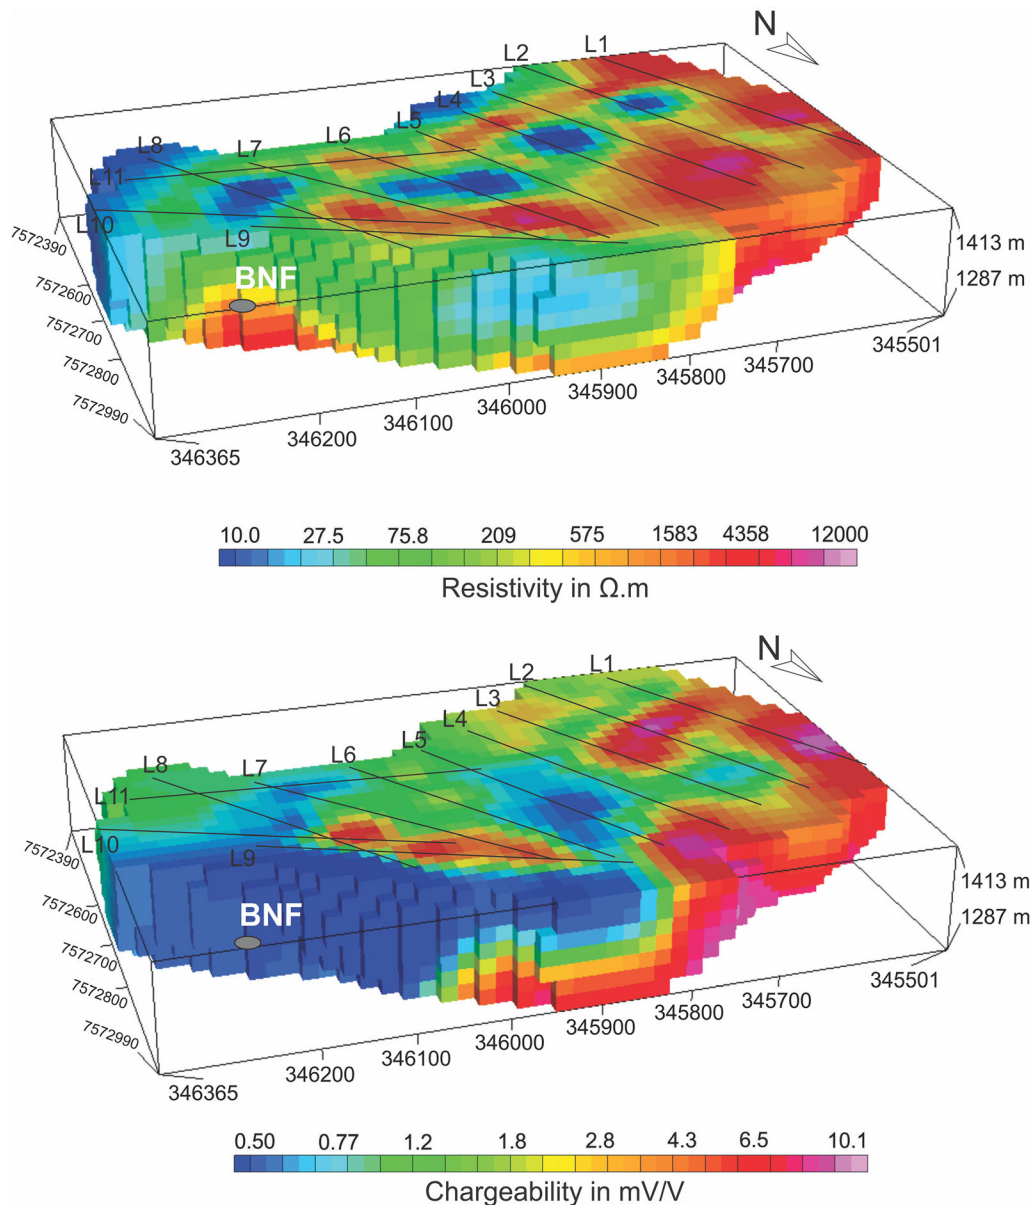 N
L1
L2
L3
L4
L5
L6
L7
L8
L11
L10
L9
BNF
7572390
7572600
7572700
7572800
7572990
1413 m
1287 m
346365
346200
346100
346000
345900
345800
345700
345501
10.0 27.5 75.8 209 575 1583 4358 12000
Resistivity in Ω.m
N
L1
L2
L3
L4
L5
L6
L7
L8
L11
L10
L9
BNF
7572390
7572600
7572700
7572800
7572990
1413 m
1287 m
346365
346200
346100
346000
345900
345800
345700
345501
0.50 0.77 1.2 1.8 2.8 4.3 6.5 10.1
Chargeability in mV/V